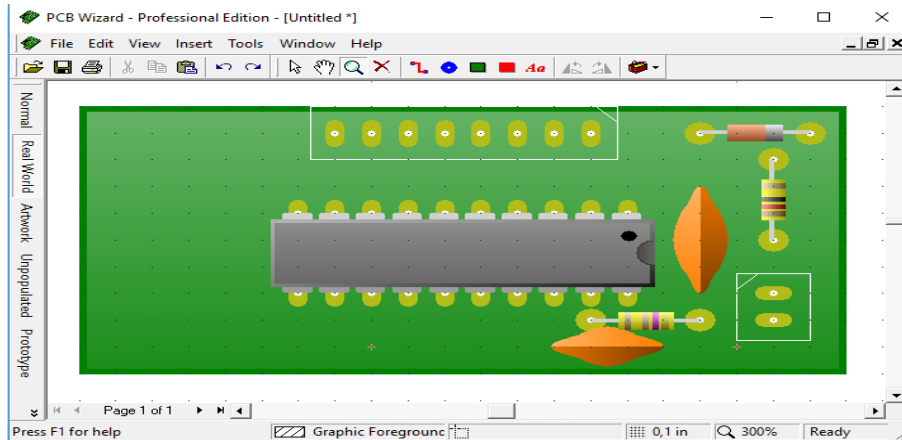 PCB Wizard - Professional Edition - [Untitled *]
File Edit View Insert Tools Window Help
Aa
Normal
Real World
Artwork
Unpopulated
Prototype
Page 1 of 1
Press F1 for help
Graphic Foregrounc
0,1 in
300%
Ready